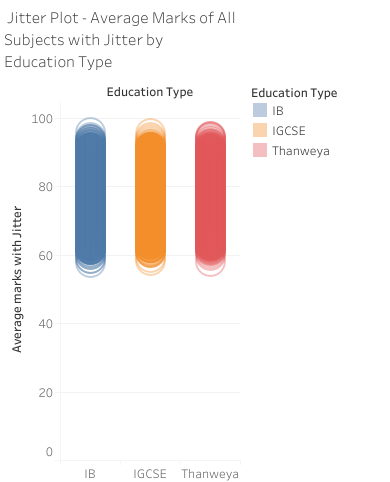 Jitter Plot - Average Marks of All
Subjects with Jitter by
Education Type
Education Type
Education Type
IB
IGCSE
Thanweya
Average marks with Jitter
100
80
60
40
20
0
IB
IGCSE
Thanweya